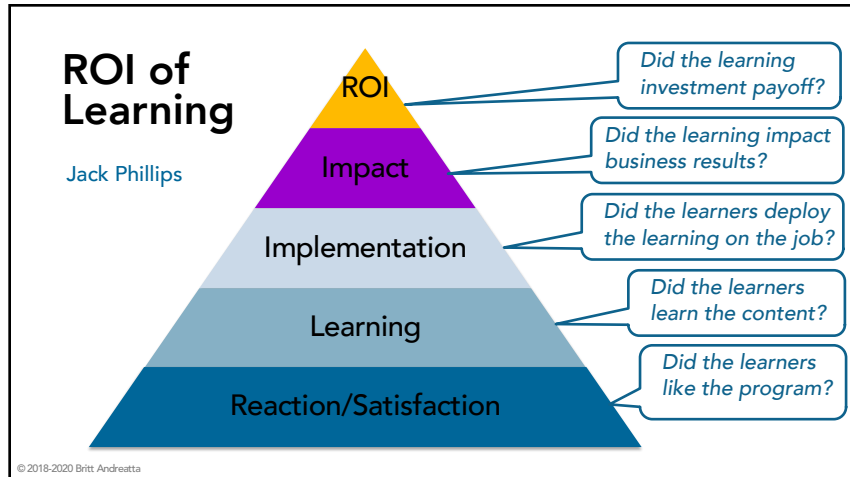 ROI of
Learning
Jack Phillips
ROI
Did the learning
investment payoff?
Impact
Did the learning impact
business results?
Implementation
Did the learners deploy
the learning on the job?
Learning
Did the learners
learn the content?
Reaction/Satisfaction
Did the learners
like the program?
© 2018-2020 Britt Andreatta